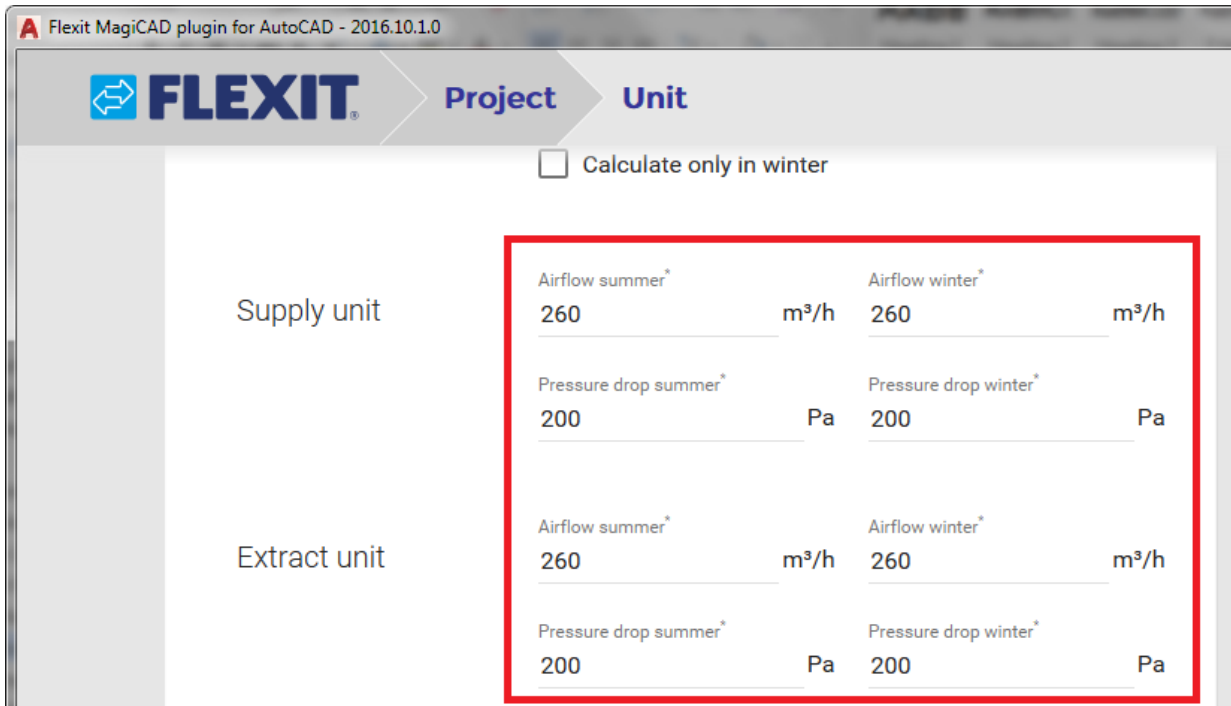 Flexit MagiCAD plugin for AutoCAD - 2016.10.1.0
FLEXIT® Project Unit
Calculate only in winter
Supply unit
Airflow summer* Airflow winter*
260 m³/h 260 m³/h
Pressure drop summer* Pressure drop winter*
200 Pa 200 Pa
Extract unit
Airflow summer* Airflow winter*
260 m³/h 260 m³/h
Pressure drop summer* Pressure drop winter*
200 Pa 200 Pa